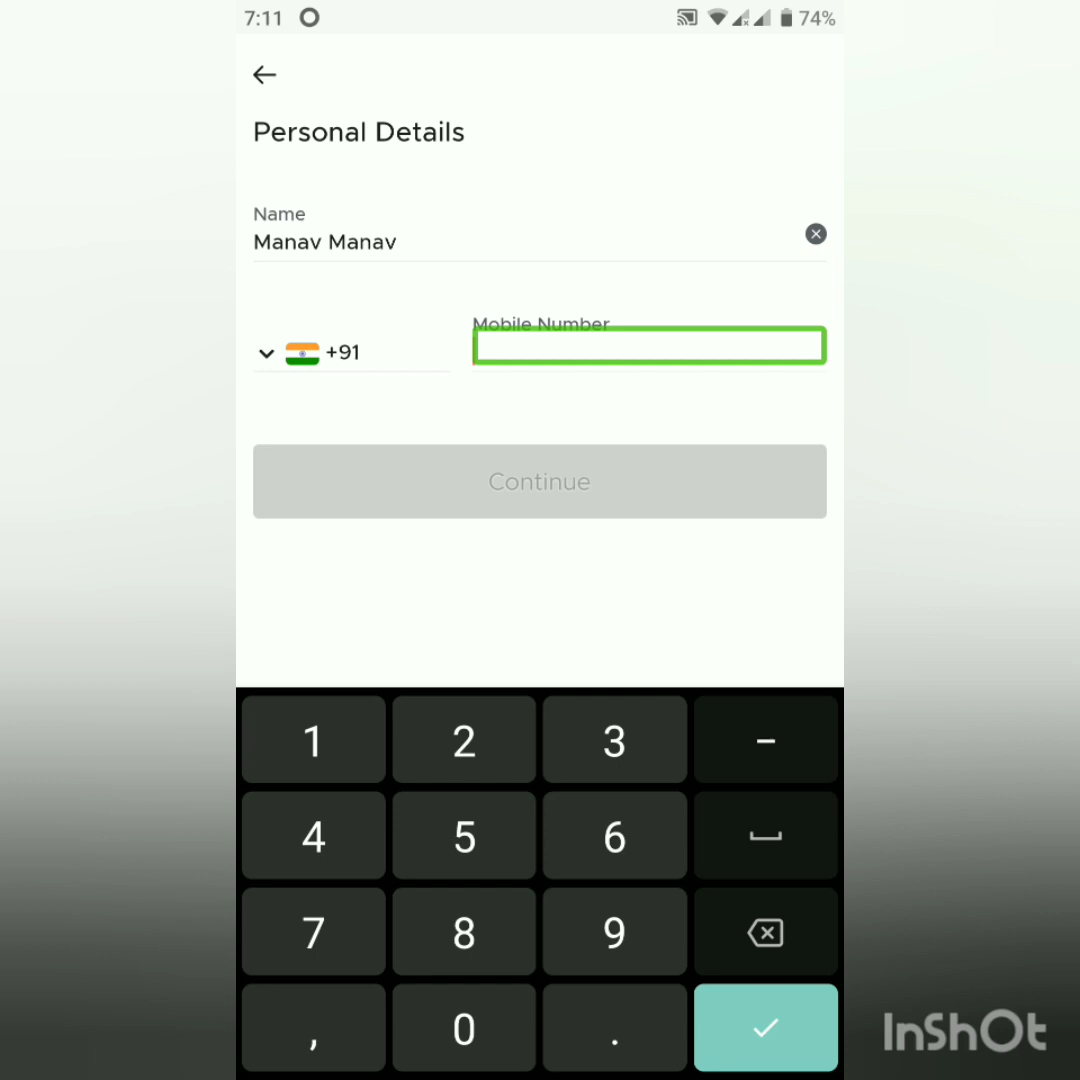 7:11 74%
Personal Details
Name
Manav Manav
Mobile Number
+91
Continue
1 2 3 -
4 5 6
7 8 9
, 0 .
InShOt